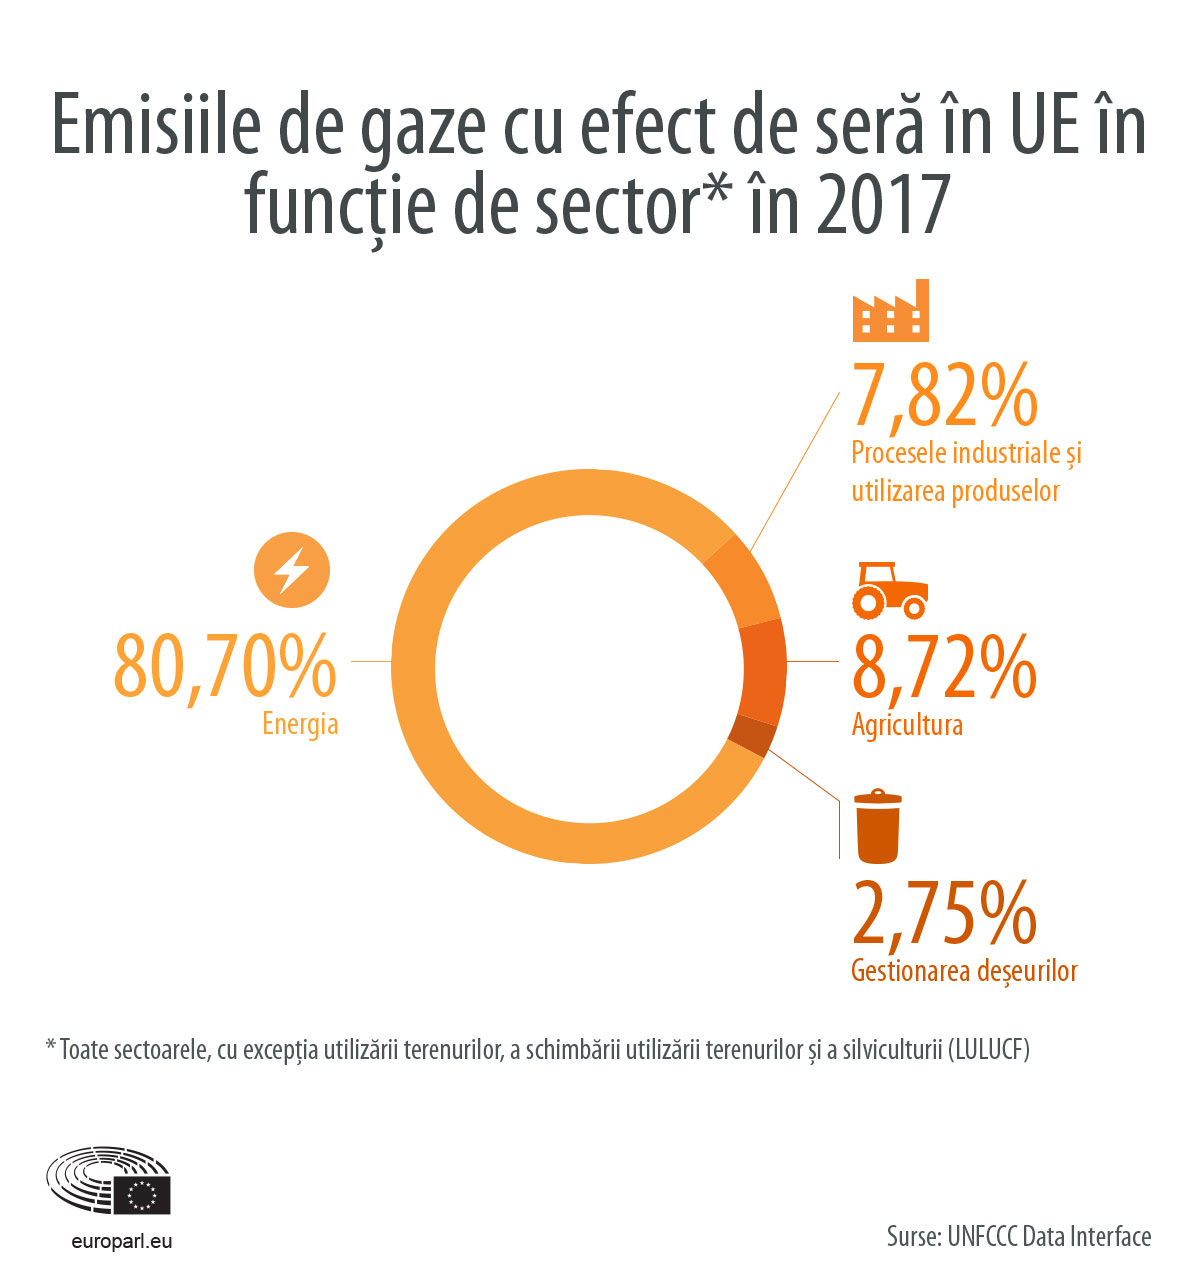 Emisiile de gaze cu efect de seră în UE în
funcție de sector* în 2017
7,82%
Procesele industriale și
utilizarea produselor
80,70%
Energia
8,72%
Agricultura
2,75%
Gestionarea deșeurilor
* Toate sectoarele, cu excepția utilizării terenurilor, a schimbării utilizării terenurilor și a silviculturii (LULUCF)
europarl.eu
Surse: UNFCCC Data Interface